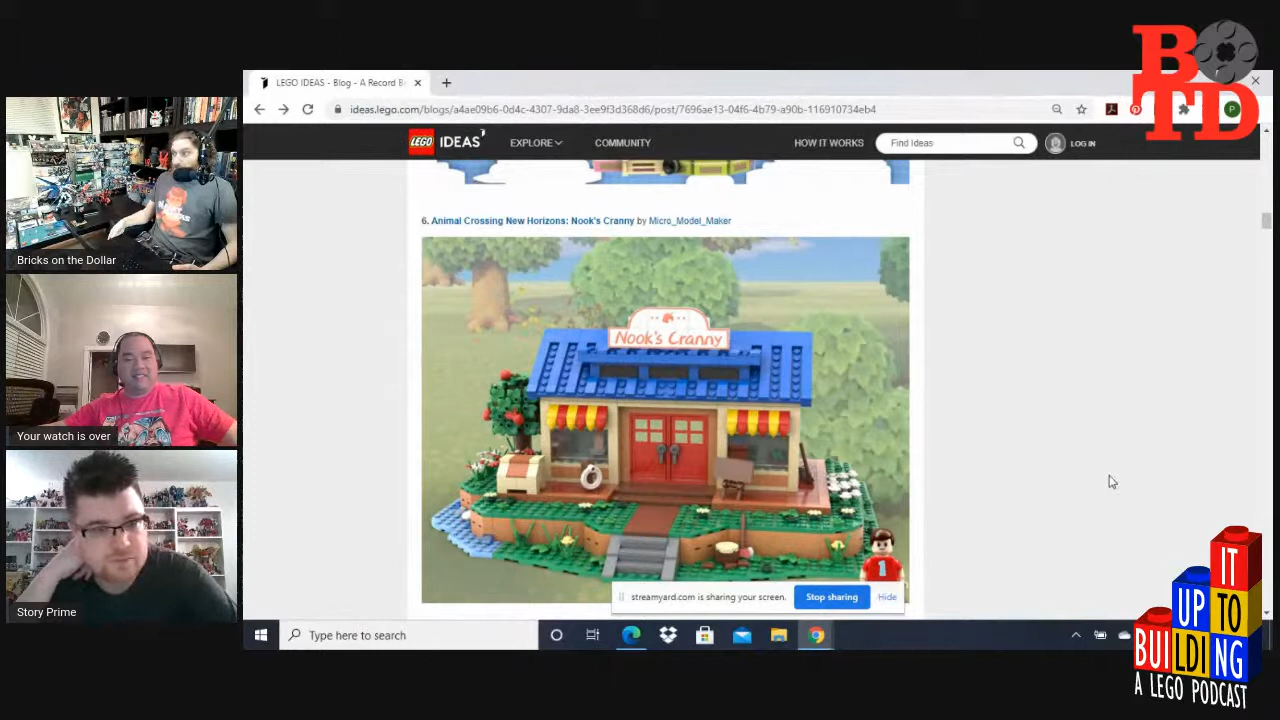 B TD
LEGO IDEAS - Blog - A Record B
ideas.lego.com/blogs/a4ae09b6-0d4c-4307-9da8-3ee9f3d368d6/post/7696ae13-04f6-4b79-a90b-116910734eb4
LEGO IDEAS EXPLORE COMMUNITY HOW IT WORKS Find Ideas LOG IN
6. Animal Crossing New Horizons: Nook's Cranny by Micro_Model_Maker
Nook's Cranny
1
Bricks on the Dollar
Your watch is over
Story Prime
streamyard.com is sharing your screen. Stop sharing Hide
Type here to search
P
IT
UP TO
BUILDING
A LEGO PODCAST